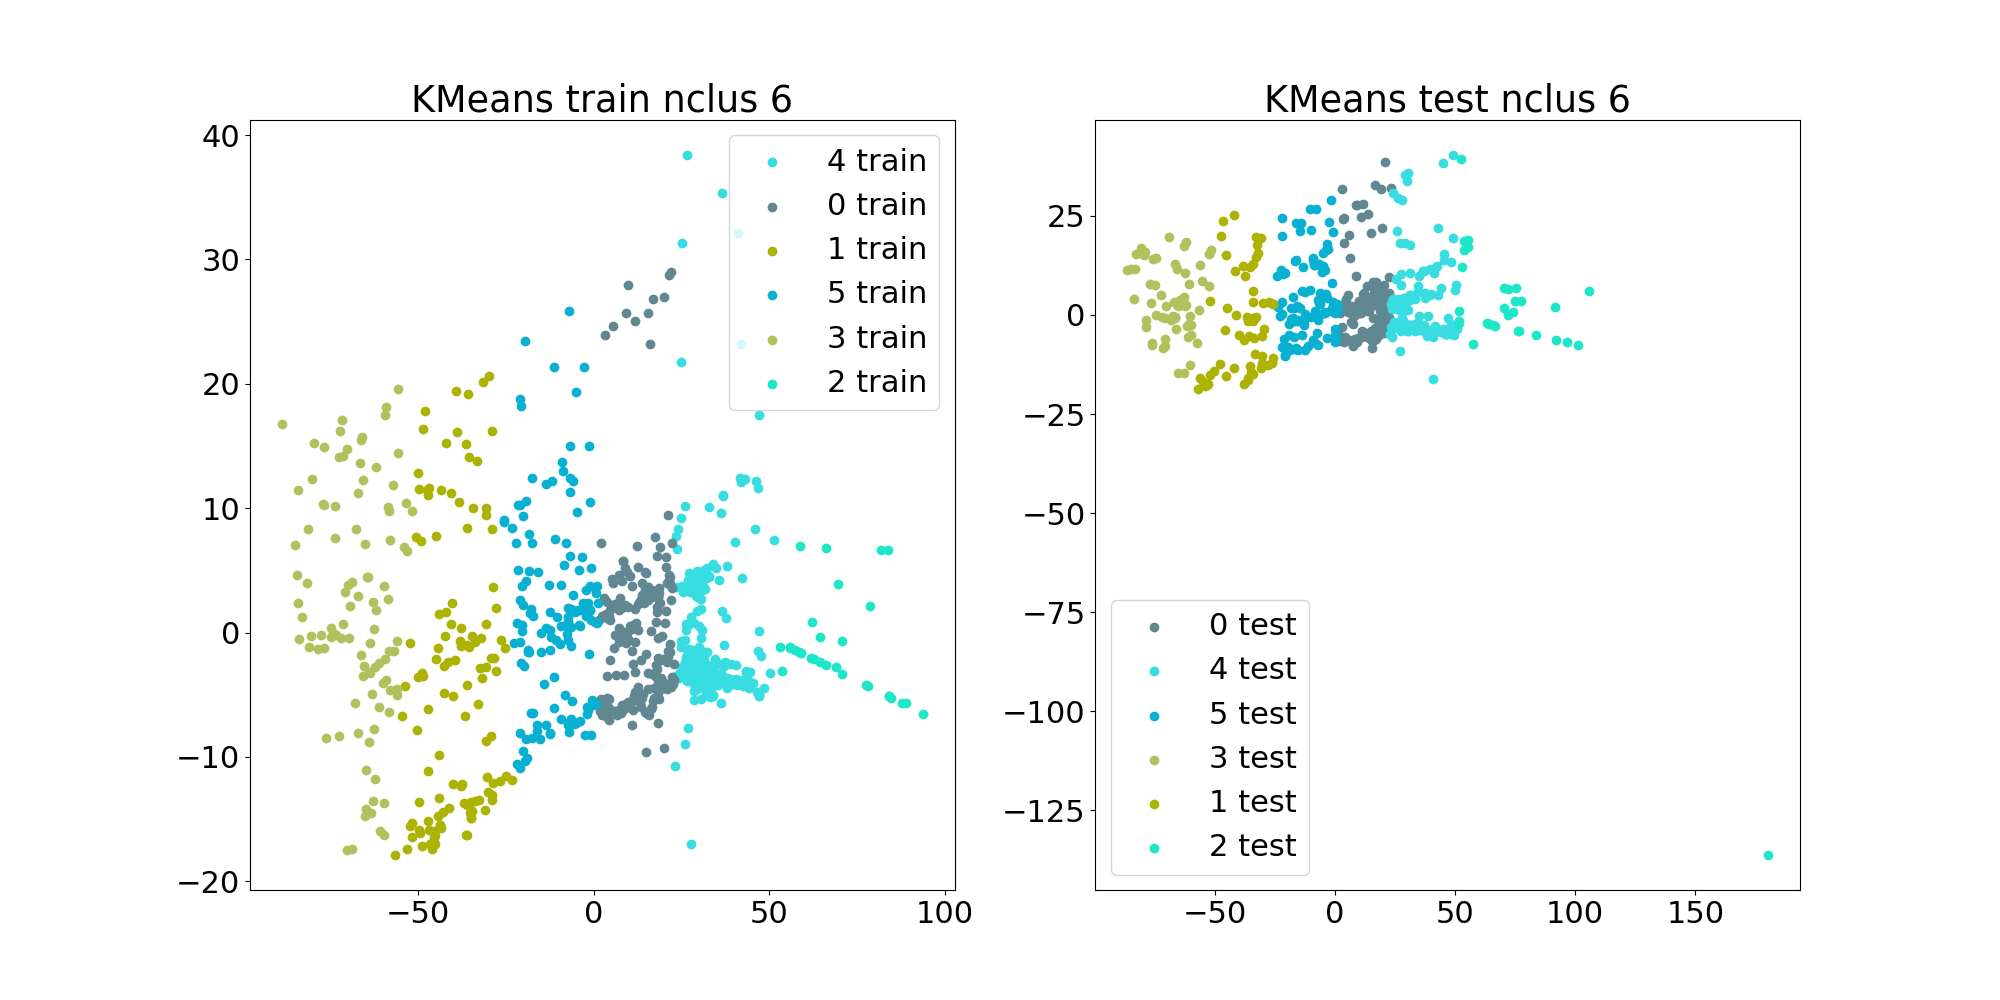 KMeans train nclus 6
40
30
20
10
0
−10
−20
−50
0
50
100
4 train
0 train
1 train
5 train
3 train
2 train
KMeans test nclus 6
25
0
−25
−50
−75
−100
−125
−50
0
50
100
150
0 test
4 test
5 test
3 test
1 test
2 test